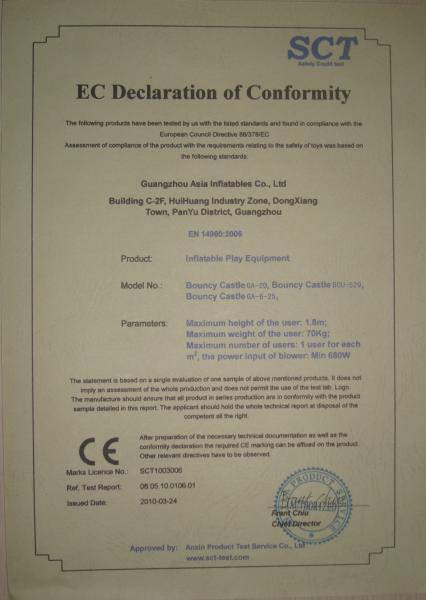 SCT
Safety Credit test
EC Declaration of Conformity
The following products have been tested by us with the listed standards and found in compliance with the
European Council Directive 88/378/EC
Assessment of compliance of the product with the requirements relating to the safety of toys was based on
the following standards:
Guangzhou Asia Inflatables Co., Ltd
Building C-2F, HuiHuang Industry Zone, DongXiang
Town, PanYu District, Guangzhou
EN 14960:2006
Product: Inflatable Play Equipment
Model No.: Bouncy Castle GA-20, Bouncy Castle BOU-529,
Bouncy Castle GA-6-25,
Parameters: Maximum height of the user: 1.8m;
Maximum weight of the user: 70Kg;
Maximum number of users: 1 user for each
m², the power input of blower: Min 680W
The statement is based on a single evaluation of one sample of above mentioned products. It does not
imply an assessment of the whole production and does not permit the use of the test lab. Logo.
The manufacture should ensure that all product in series production are in conformity with the product
sample detailed in this report. The applicant should hold the whole technical report at disposal of the
competent all the right.
CE
After preparation of the necessary technical documentation as well as the
conformity declaration the required CE marking can be affixed on the product.
Other relevant directives have to be observed.
Marks Licence No.: SCT1003006
Ref. Test Report: 08.05.10.0106.01
Issued Date: 2010-03-24
PRODUCT
Frant Chiu
Chief Director
Approved by: Anxin Product Test Service Co., Ltd
www.sct-test.com